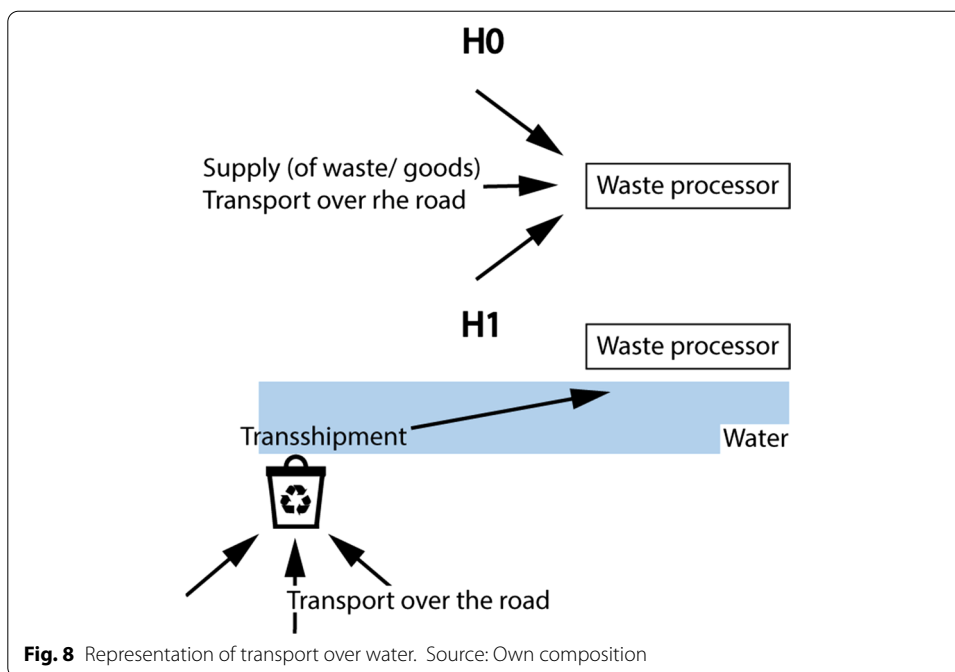 H0
Supply (of waste/ goods)
Transport over rhe road
Waste processor
H1
Waste processor
Transshipment
Water
Transport over the road
Fig. 8 Representation of transport over water. Source: Own composition